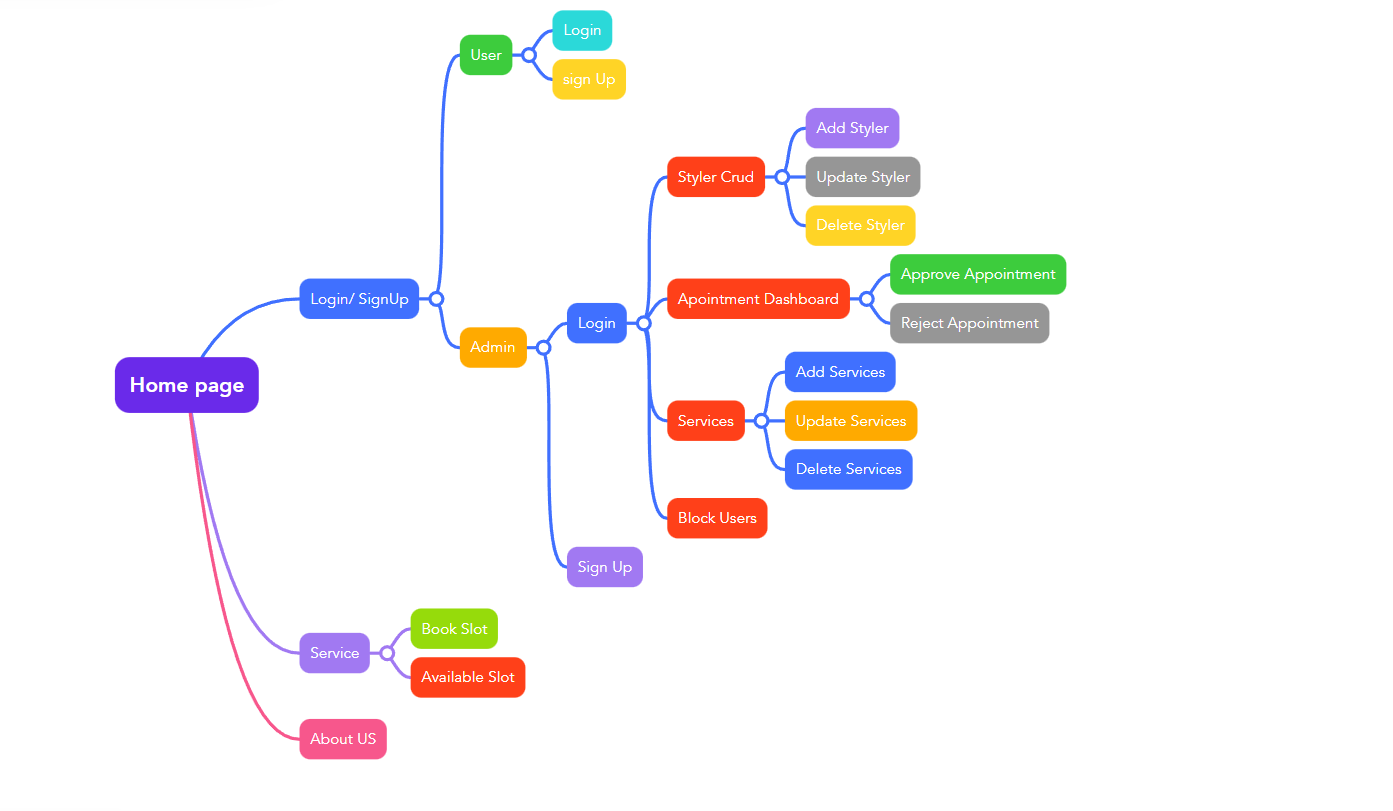 Login
User
sign Up
Add Styler
Styler Crud
Update Styler
Delete Styler
Approve Appointment
Login/ SignUp
Apointment Dashboard
Login
Reject Appointment
Admin
Home page
Add Services
Services
Update Services
Delete Services
Block Users
Sign Up
Book Slot
Service
Available Slot
About US